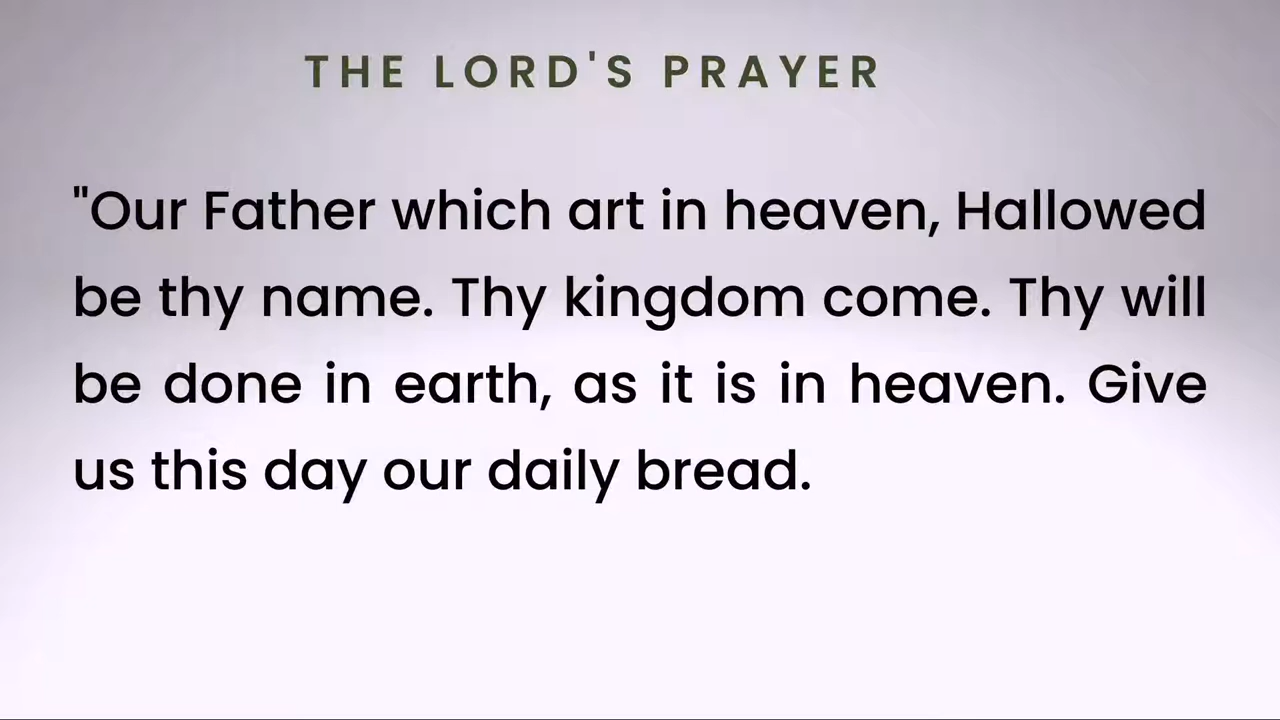 THE LORD'S PRAYER
"Our Father which art in heaven, Hallowed
be thy name. Thy kingdom come. Thy will
be done in earth, as it is in heaven. Give
us this day our daily bread.